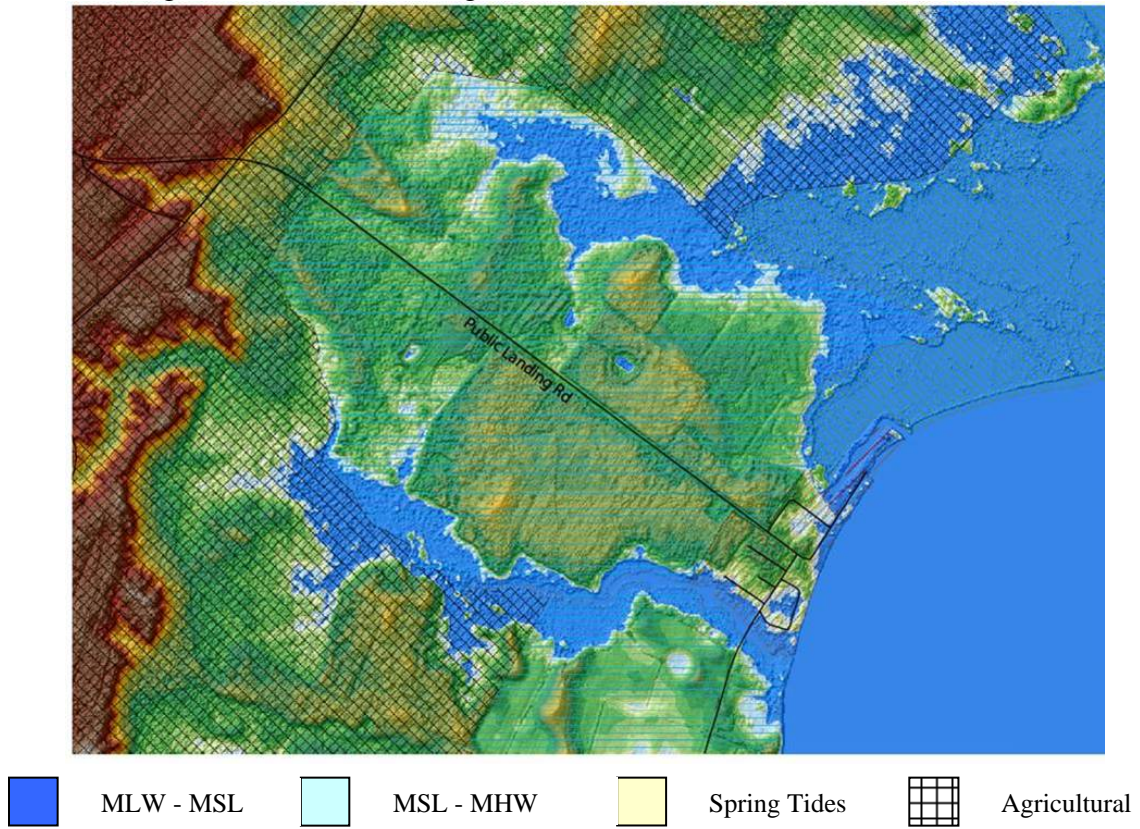 Public Landing Rd
MLW - MSL
MSL - MHW
Spring Tides
Agricultural